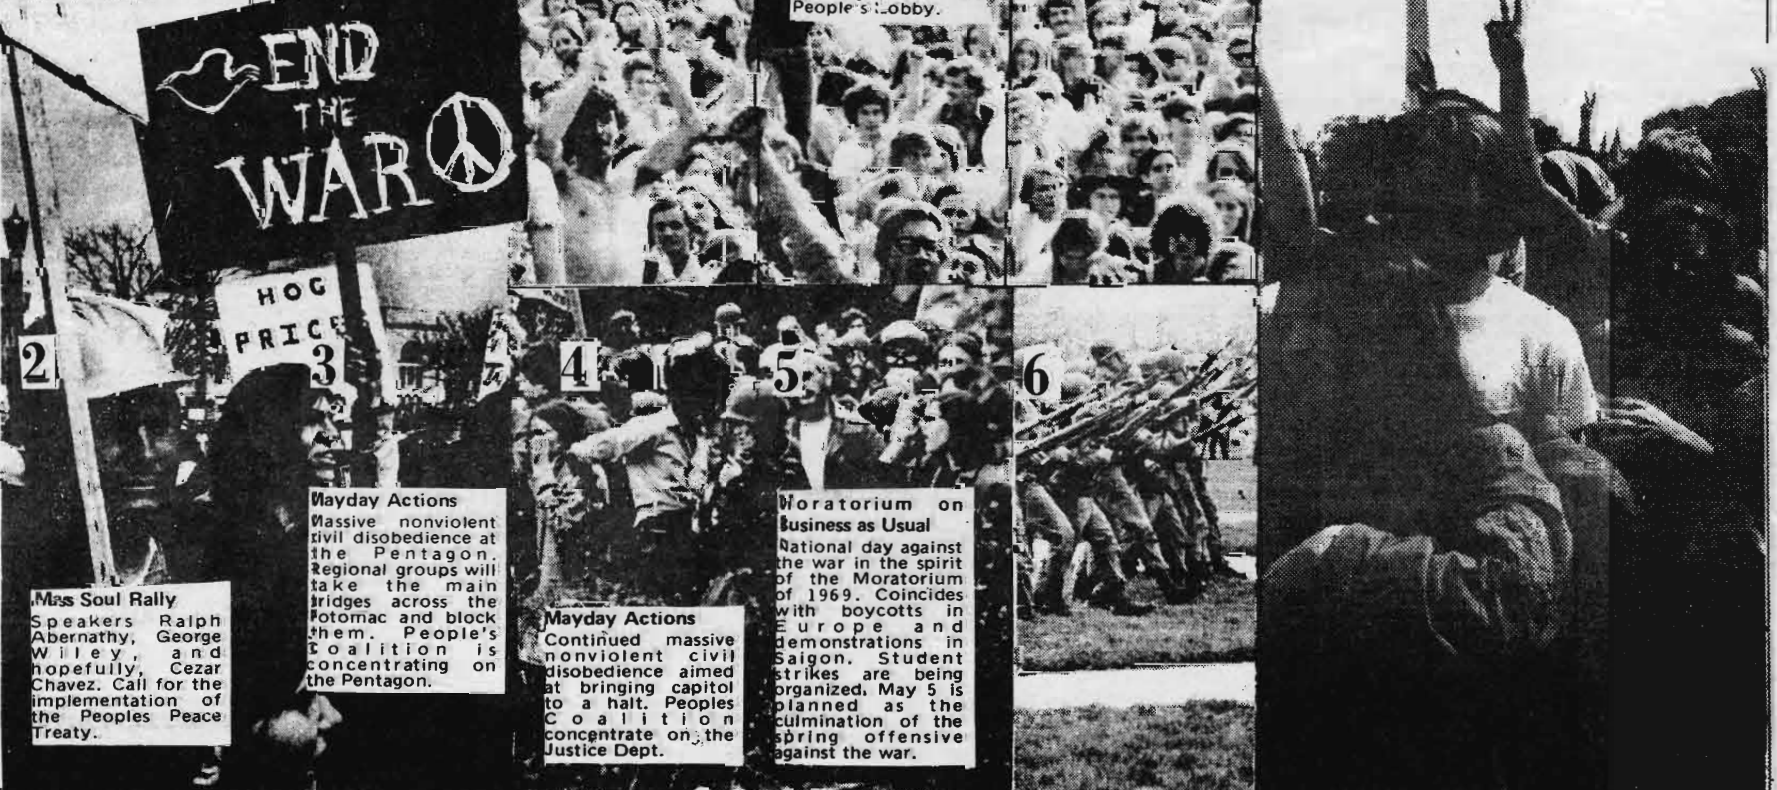 People's Lobby.
END
THE
WAR
HOG
PRICE
2
3
4
5
6
Mass Soul Rally
Speakers Ralph
Abernathy, George
Wiley, and
hopefully, Cezar
Chavez. Call for the
implementation of
the Peoples Peace
Treaty.
Mayday Actions
Massive nonviolent
civil disobedience at
the Pentagon.
Regional groups will
take the main
bridges across the
Potomac and block
them. People's
Coalition is
concentrating on
the Pentagon.
Mayday Actions
Continued massive
nonviolent civil
disobedience aimed
at bringing capitol
to a halt. Peoples
Coalition
concentrate on the
Justice Dept.
Moratorium on
Business as Usual
National day against
the war in the spirit
of the Moratorium
of 1969. Coincides
with boycotts in
Europe and
demonstrations in
Saigon. Student
strikes are being
organized. May 5 is
planned as the
culmination of the
spring offensive
against the war.